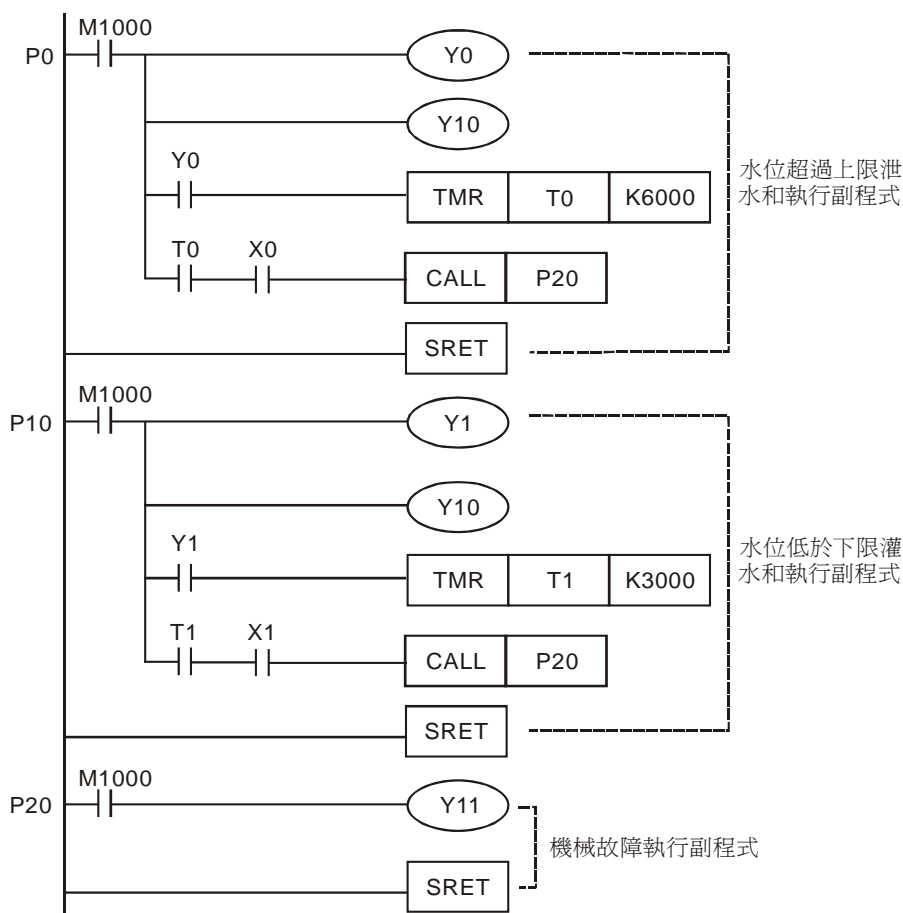 M1000
P0
Y0
Y10
Y0
TMR T0 K6000
水位超過上限泄
水和執行副程式
T0 X0
CALL P20
SRET
M1000
P10
Y1
Y10
Y1
TMR T1 K3000
水位低於下限灌
水和執行副程式
T1 X1
CALL P20
SRET
M1000
P20
Y11
機械故障執行副程式
SRET